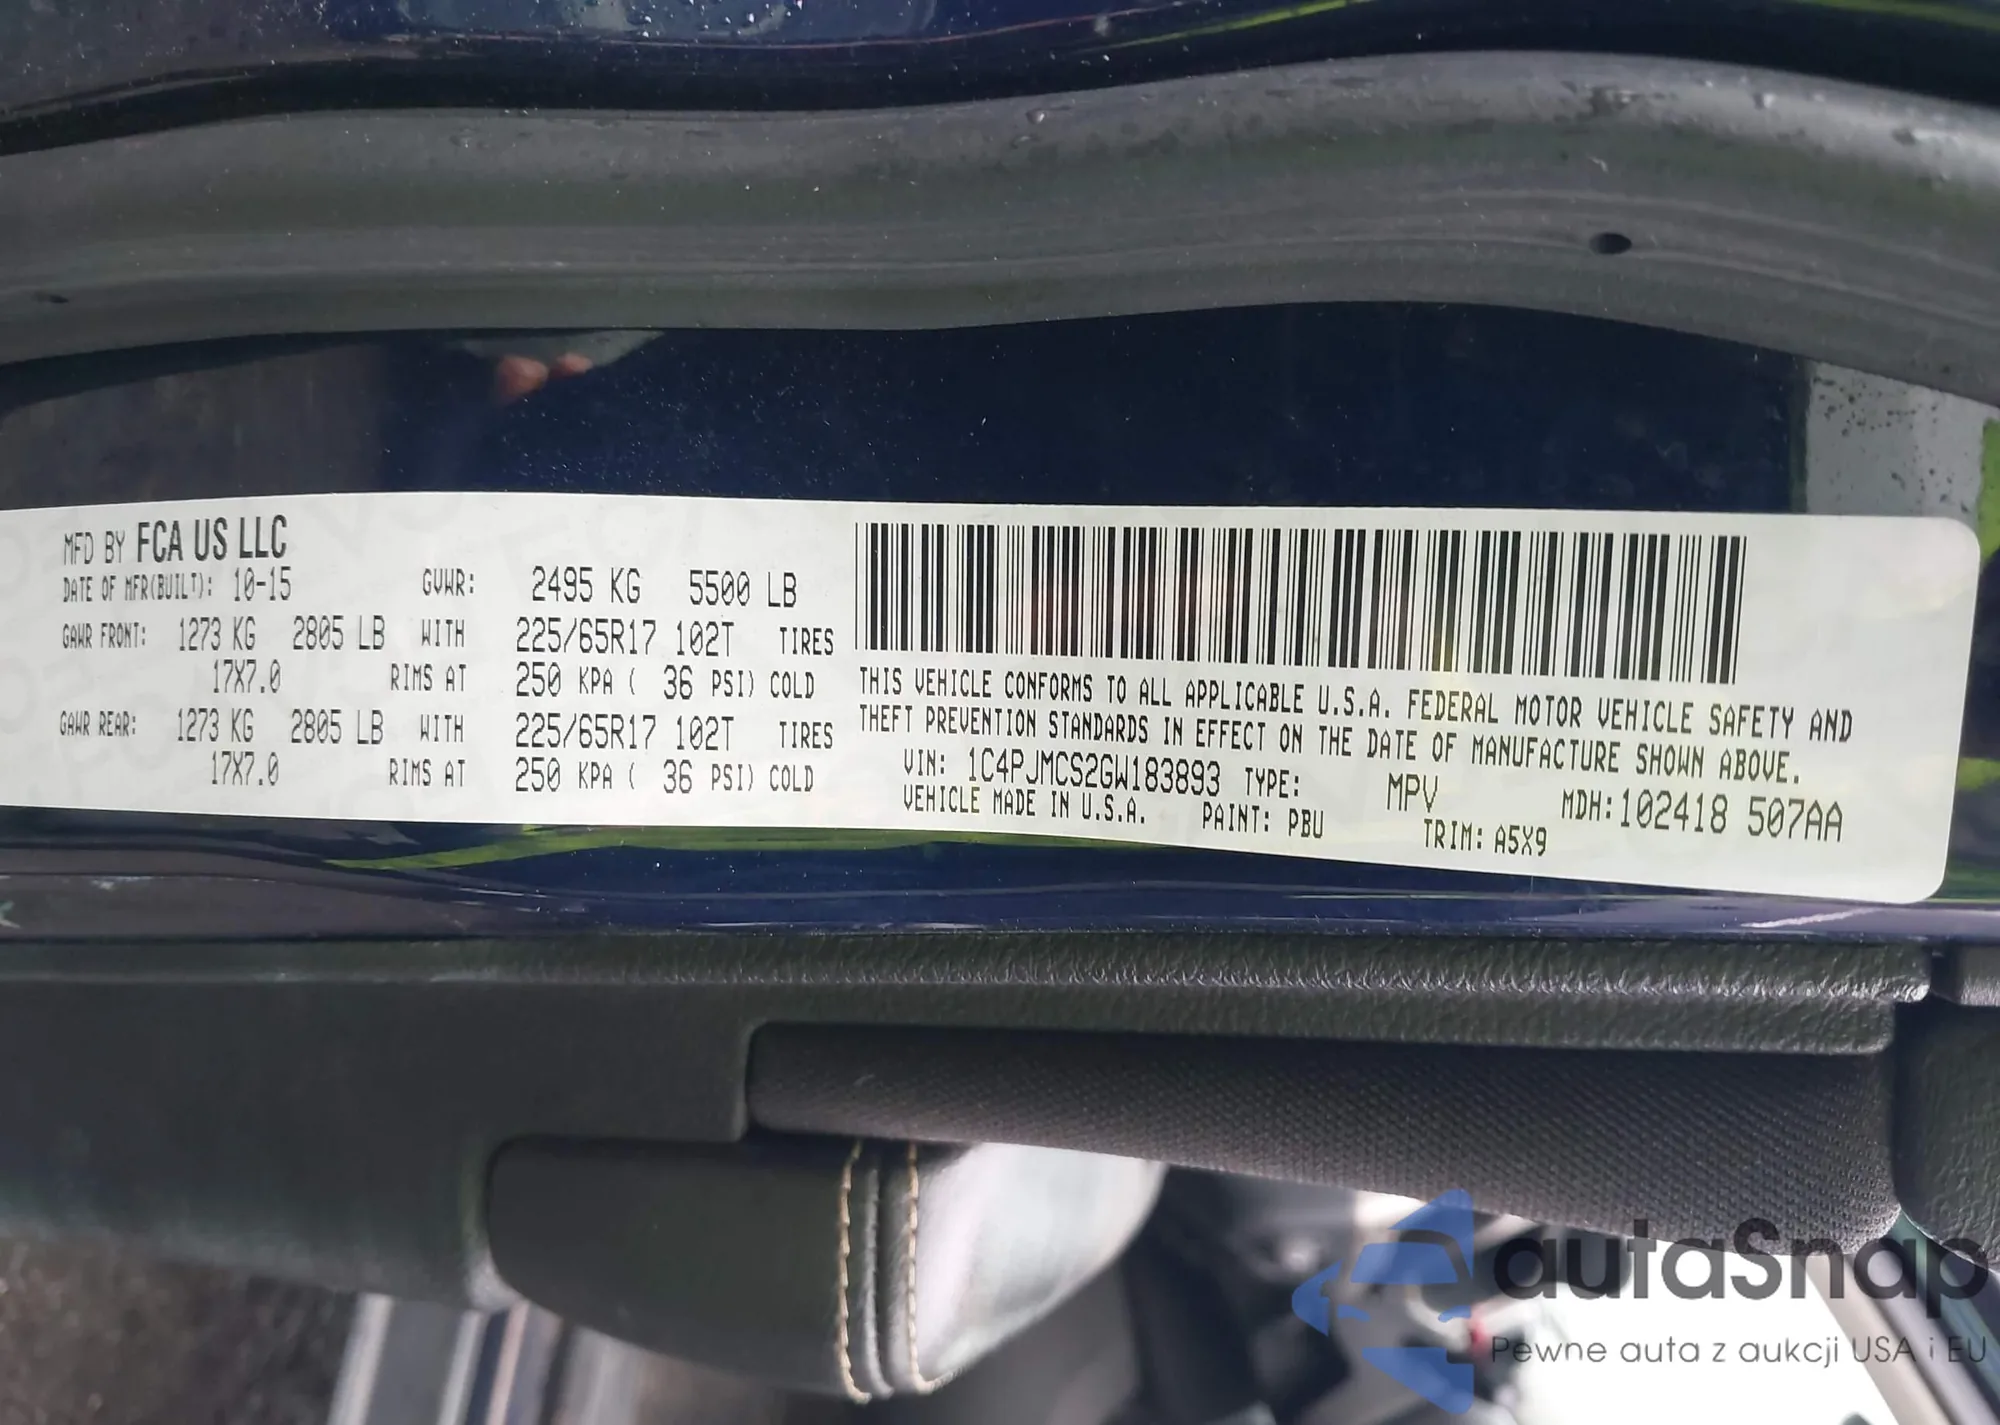 MFD BY FCA US LLC
DATE OF MFR(BUILT): 10-15 GVWR: 2495 KG 5500 LB
GAWR FRONT: 1273 KG 2805 LB WITH 225/65R17 102T TIRES
17X7.0 RIMS AT 250 KPA ( 36 PSI) COLD
GAWR REAR: 1273 KG 2805 LB WITH 225/65R17 102T TIRES
17X7.0 RIMS AT 250 KPA ( 36 PSI) COLD
THIS VEHICLE CONFORMS TO ALL APPLICABLE U.S.A. FEDERAL MOTOR VEHICLE SAFETY AND
THEFT PREVENTION STANDARDS IN EFFECT ON THE DATE OF MANUFACTURE SHOWN ABOVE.
VIN: 1C4PJMCS2GW183893 TYPE: MPV MDH:102418 507AA
VEHICLE MADE IN U.S.A. PAINT: PBU TRIM: A5X9
autaSnap
Pewne auta z aukcji USA i EU